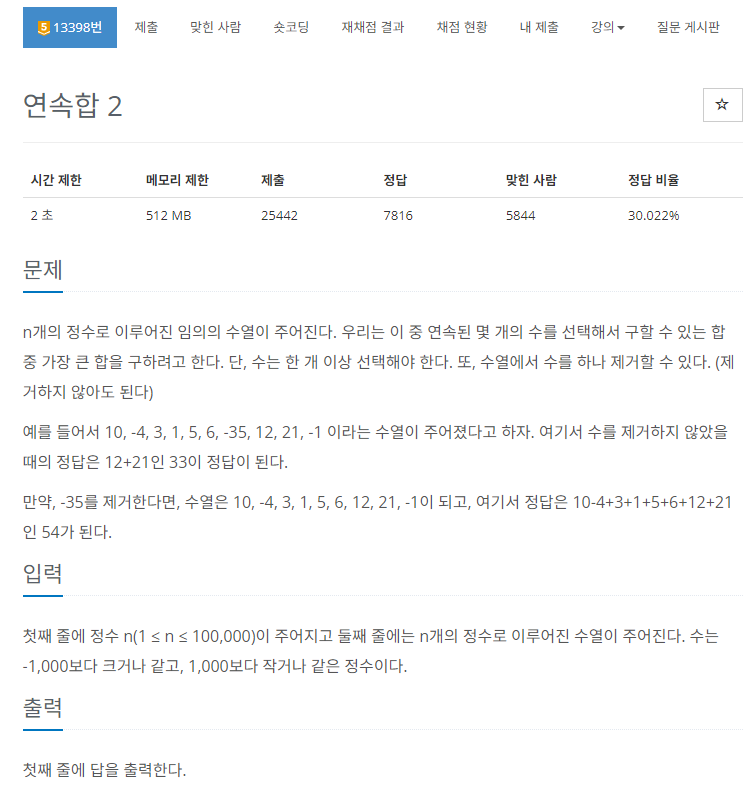 5 13398번 제출 맞힌 사람 숏코딩 재채점 결과 채점 현황 내 제출 강의 질문 게시판
연속합 2
시간 제한 메모리 제한 제출 정답 맞힌 사람 정답 비율
2 초 512 MB 25442 7816 5844 30.022%
문제
n개의 정수로 이루어진 임의의 수열이 주어진다. 우리는 이 중 연속된 몇 개의 수를 선택해서 구할 수 있는 합
중 가장 큰 합을 구하려고 한다. 단, 수는 한 개 이상 선택해야 한다. 또, 수열에서 수를 하나 제거할 수 있다. (제
거하지 않아도 된다)
예를 들어서 10, -4, 3, 1, 5, 6, -35, 12, 21, -1 이라는 수열이 주어졌다고 하자. 여기서 수를 제거하지 않았을
때의 정답은 12+21인 33이 정답이 된다.
만약, -35를 제거한다면, 수열은 10, -4, 3, 1, 5, 6, 12, 21, -1이 되고, 여기서 정답은 10-4+3+1+5+6+12+21
인 54가 된다.
입력
첫째 줄에 정수 n(1 ≤ n ≤ 100,000)이 주어지고 둘째 줄에는 n개의 정수로 이루어진 수열이 주어진다. 수는
-1,000보다 크거나 같고, 1,000보다 작거나 같은 정수이다.
출력
첫째 줄에 답을 출력한다.